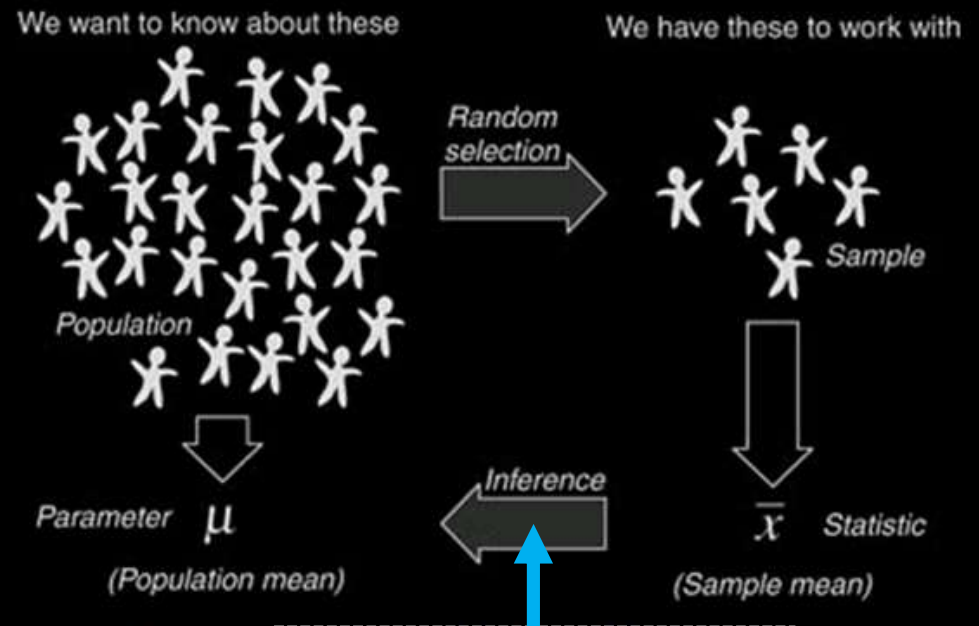 We want to know about these
We have these to work with
Random
selection
Sample
Population
Inference
Parameter μ
x̄ Statistic
(Population mean)
(Sample mean)